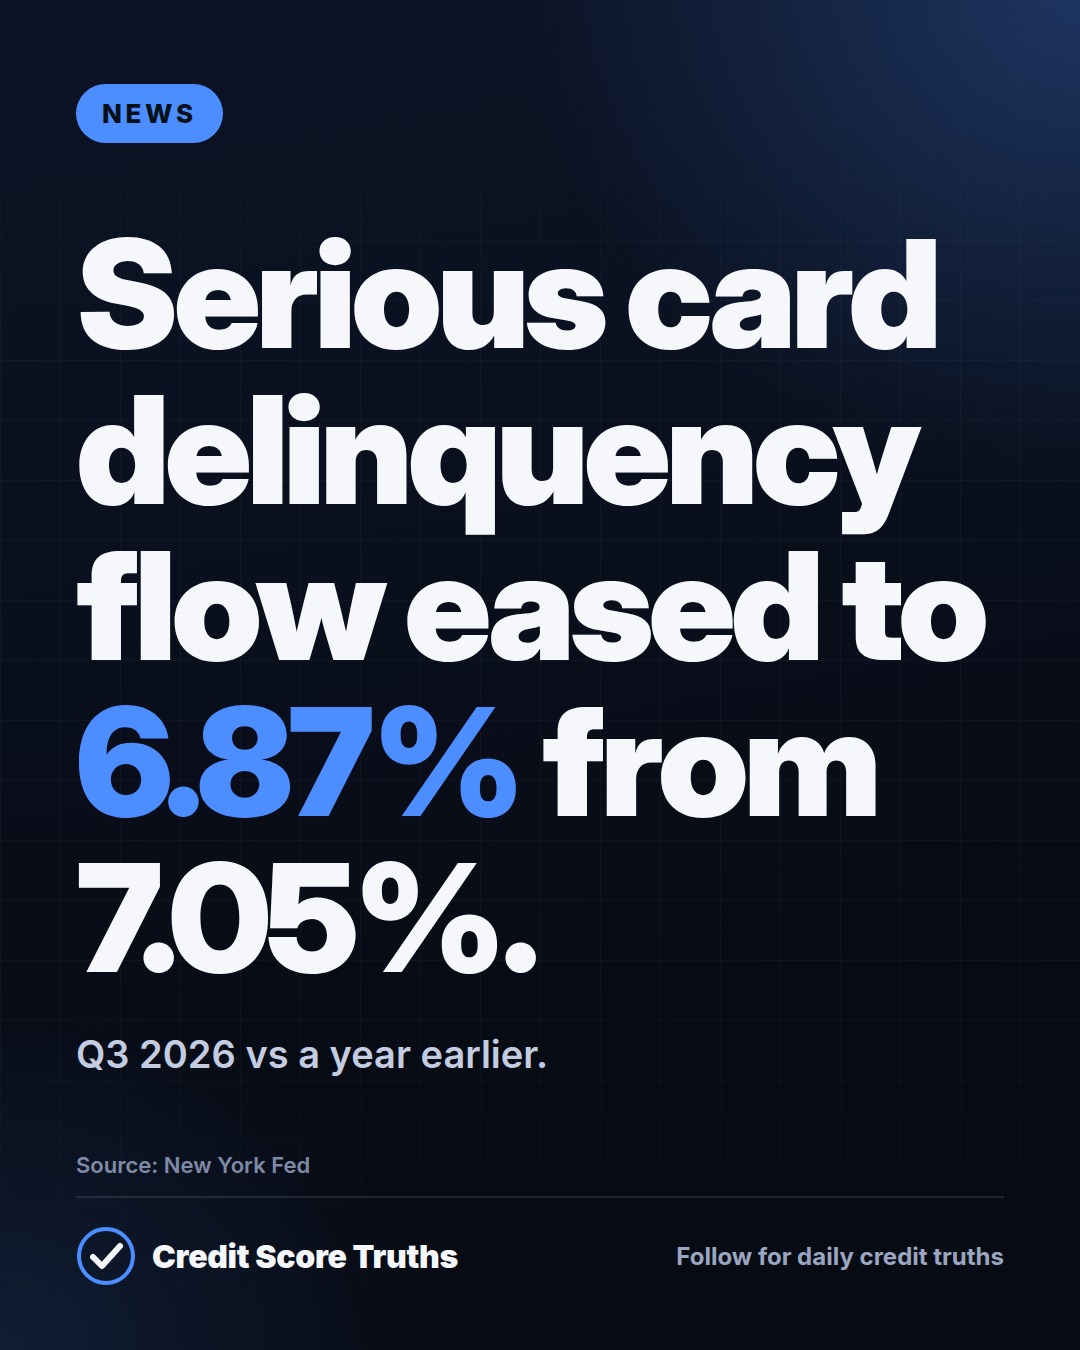 NEWS
Serious card
delinquency
flow eased to
6.87% from
7.05%.
Q3 2026 vs a year earlier.
Source: New York Fed
Credit Score Truths
Follow for daily credit truths